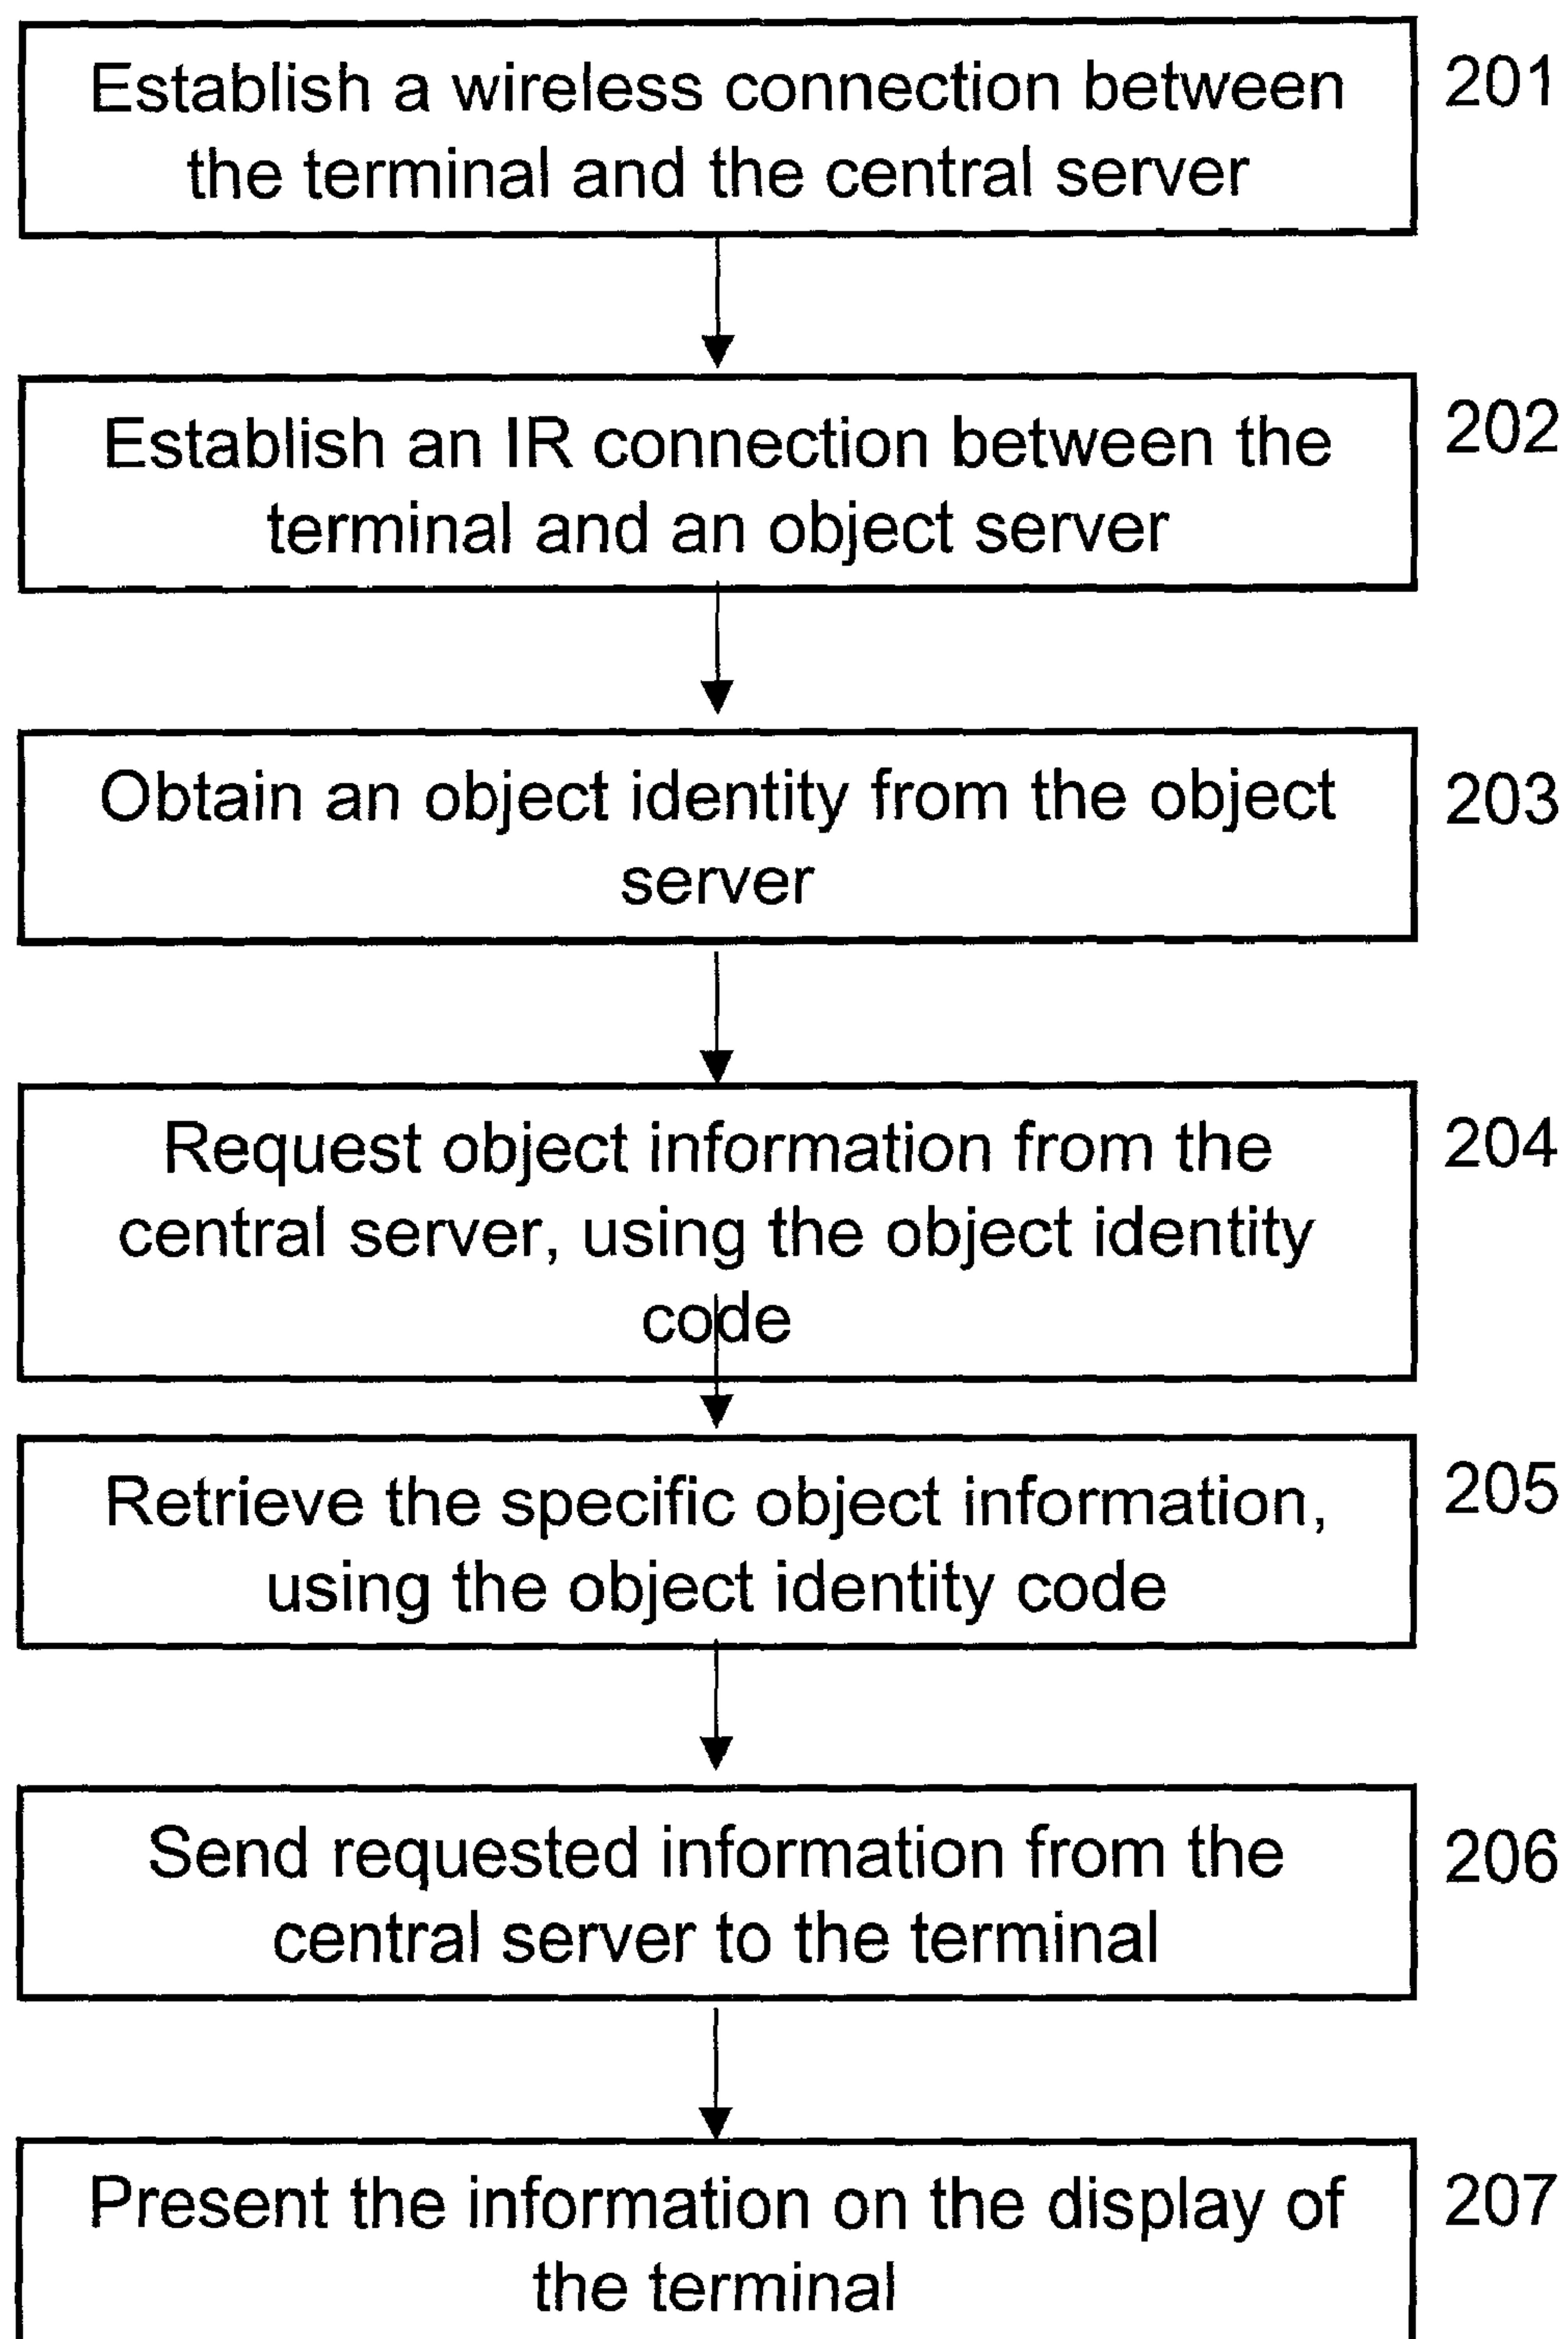 Establish a wireless connection between
the terminal and the central server
201
Establish an IR connection between the
terminal and an object server
202
Obtain an object identity from the object
server
203
Request object information from the
central server, using the object identity
code
204
Retrieve the specific object information,
using the object identity code
205
Send requested information from the
central server to the terminal
206
Present the information on the display of
the terminal
207